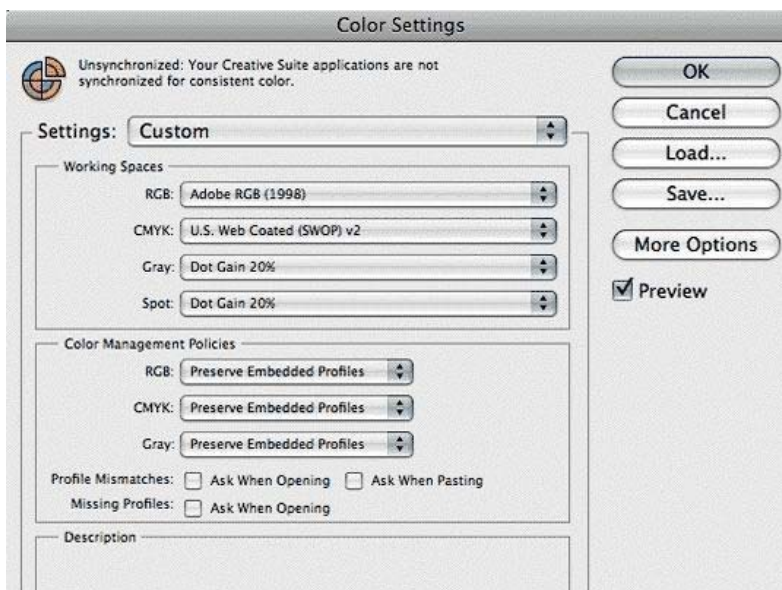 Color Settings
Unsynchronized: Your Creative Suite applications are not
synchronized for consistent color.
OK
Cancel
Load...
Save...
More Options
Preview
Settings: Custom
Working Spaces
RGB: Adobe RGB (1998)
CMYK: U.S. Web Coated (SWOP) v2
Gray: Dot Gain 20%
Spot: Dot Gain 20%
Color Management Policies
RGB: Preserve Embedded Profiles
CMYK: Preserve Embedded Profiles
Gray: Preserve Embedded Profiles
Profile Mismatches: Ask When Opening Ask When Pasting
Missing Profiles: Ask When Opening
Description